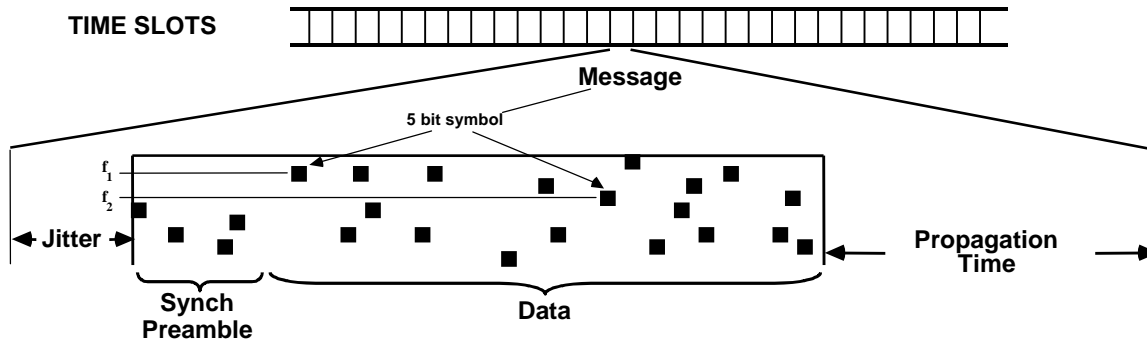 TIME SLOTS
Message
5 bit symbol
f1
f2
Jitter
Propagation
Time
Synch
Preamble
Data